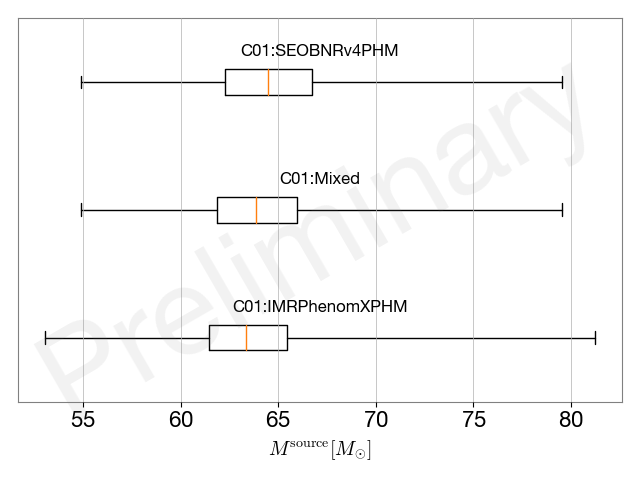 C01:SEOBNRv4PHM
C01:Mixed
C01:IMRPhenomXPHM
Preliminary
55 60 65 70 75 80
M^source [M_⊙]